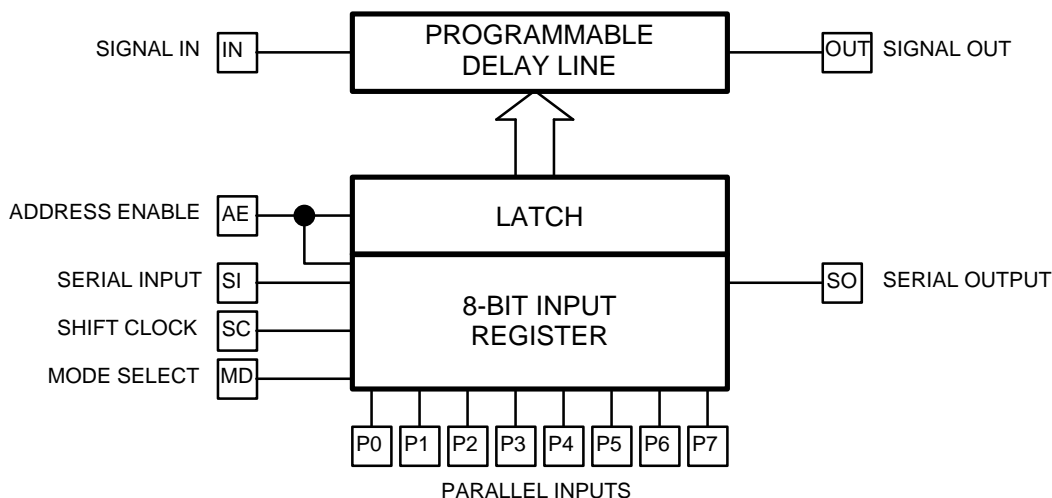 SIGNAL IN IN PROGRAMMABLE
DELAY LINE OUT SIGNAL OUT
ADDRESS ENABLE AE LATCH
SERIAL INPUT SI SO SERIAL OUTPUT
8-BIT INPUT
REGISTER
SHIFT CLOCK SC
MODE SELECT MD
P0 P1 P2 P3 P4 P5 P6 P7
PARALLEL INPUTS